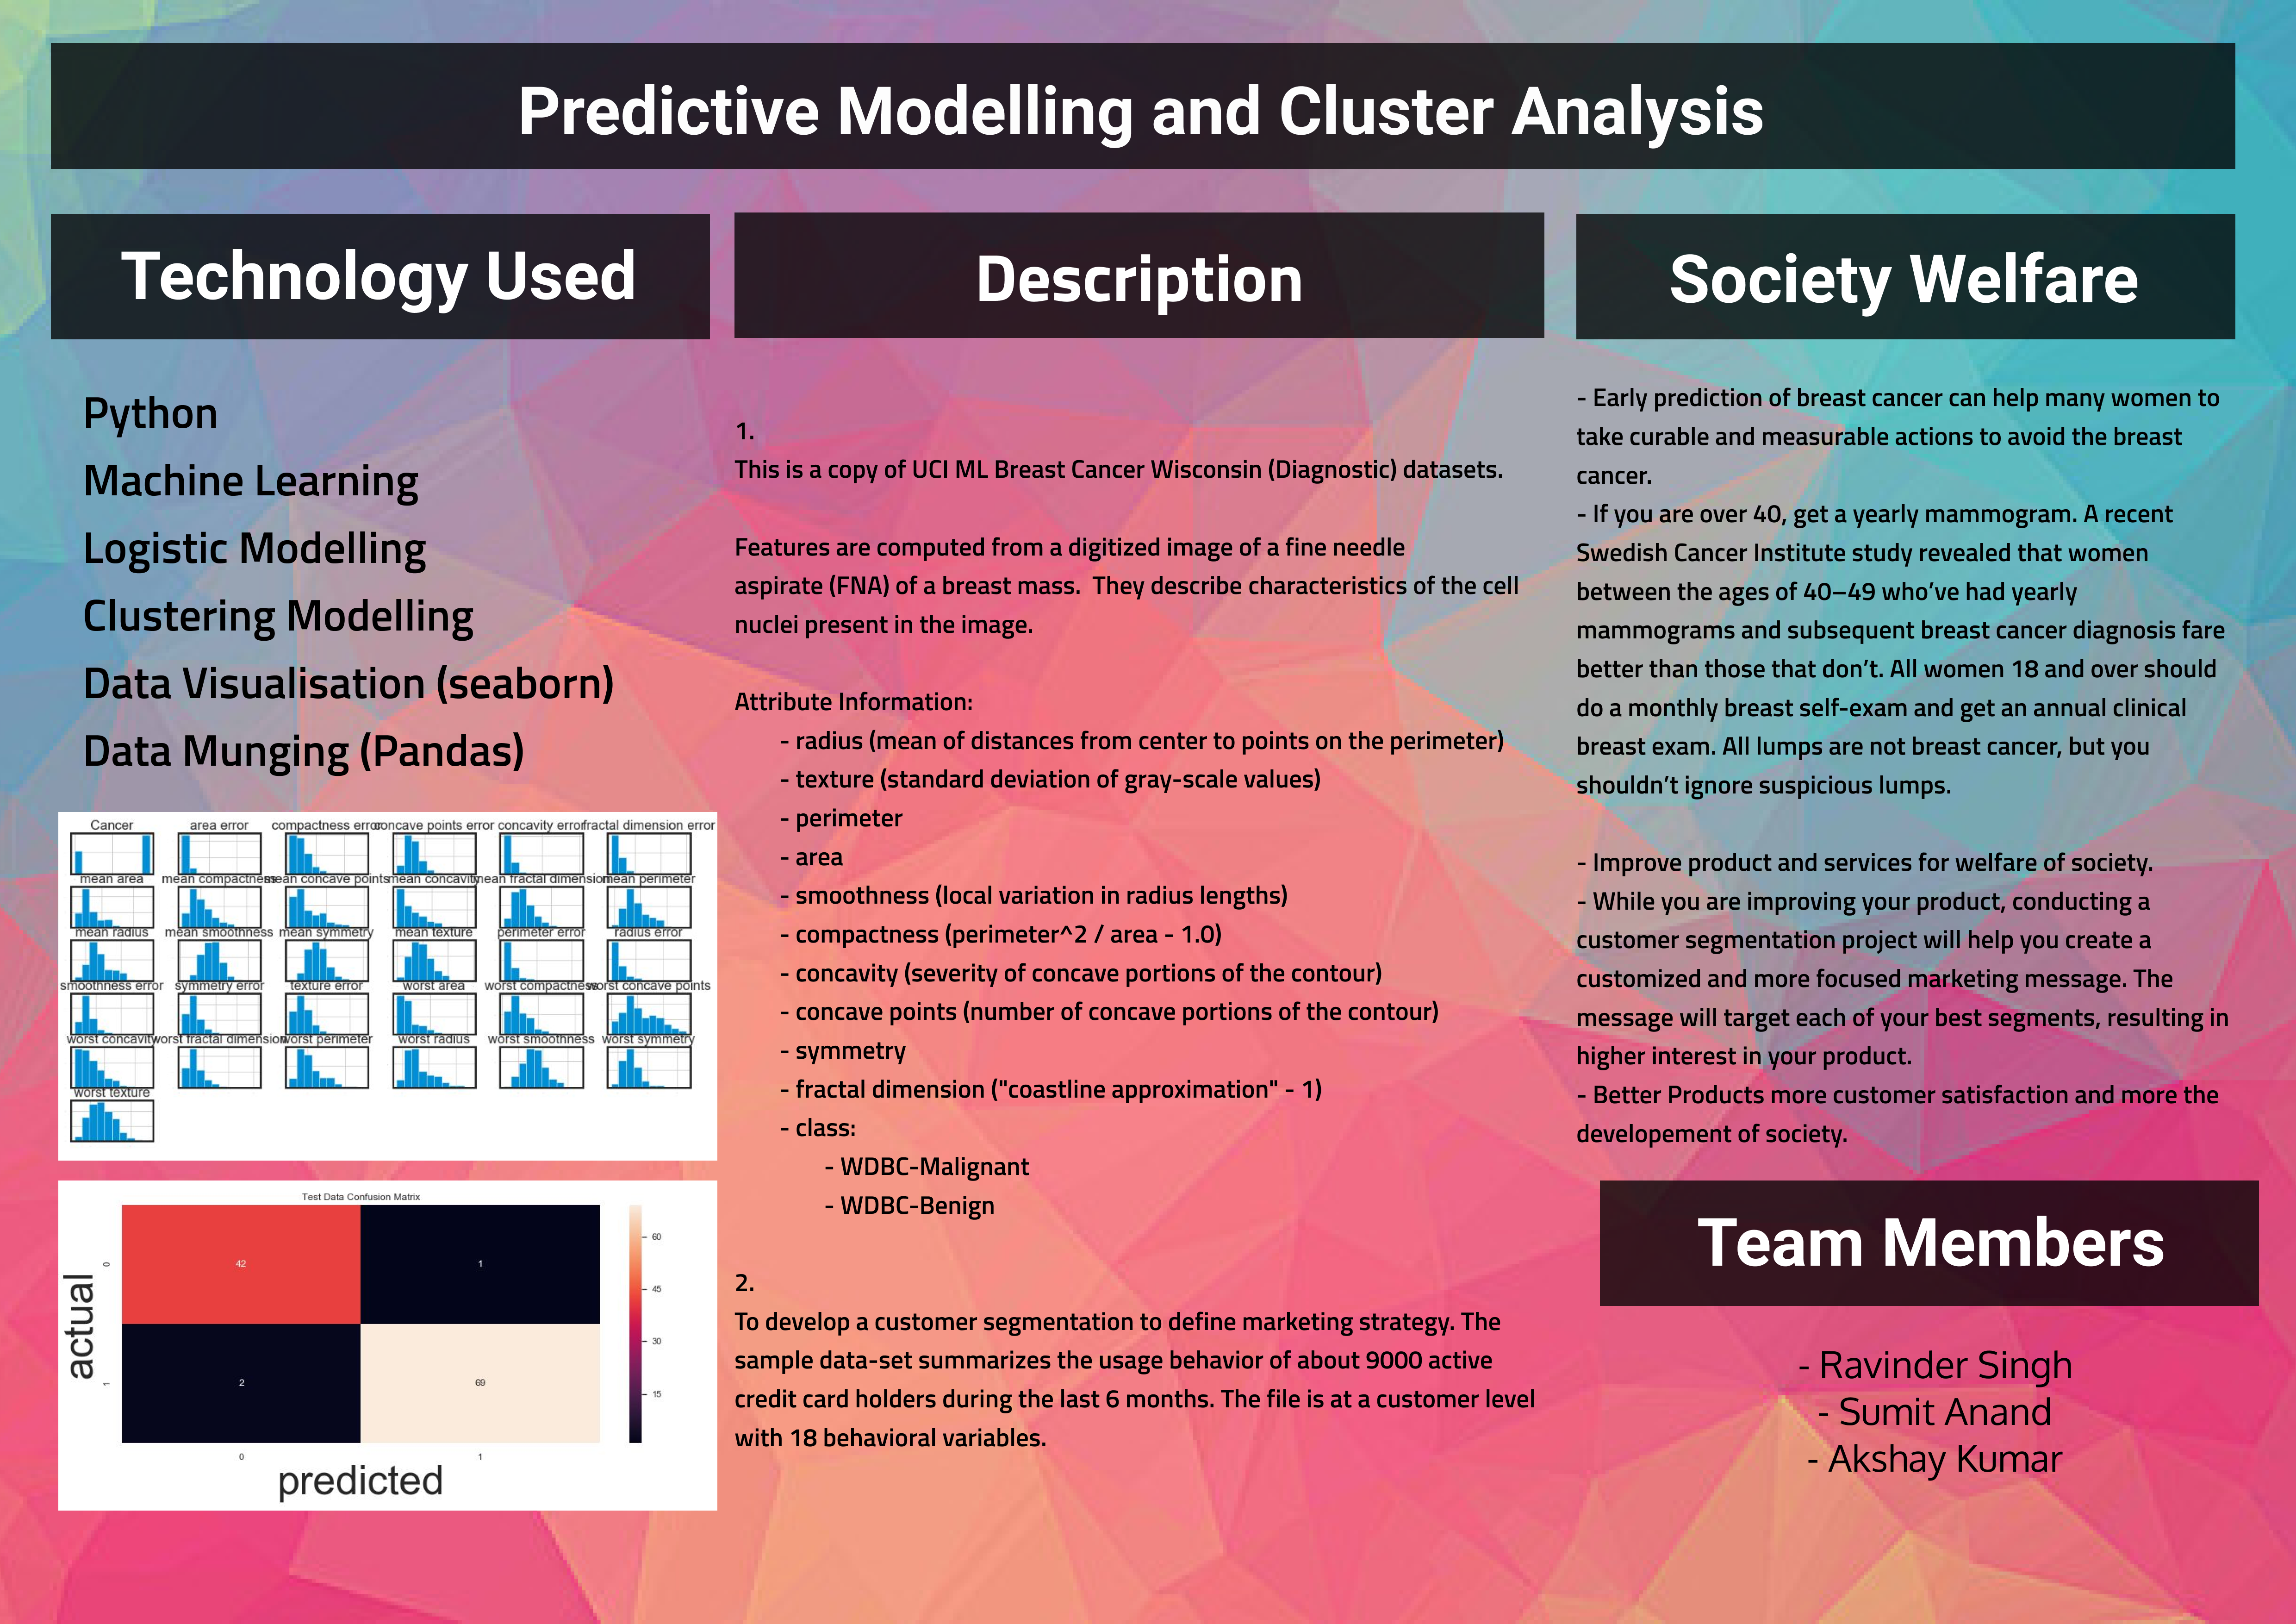 Predictive Modelling and Cluster Analysis
Technology Used
Python
Machine Learning
Logistic Modelling
Clustering Modelling
Data Visualisation (seaborn)
Data Munging (Pandas)
Cancer area error compactness error concave points error concavity error fractal dimension error
mean area mean compactness mean concave points mean concavity mean fractal dimension mean perimeter
mean radius mean smoothness mean symmetry mean texture perimeter error radius error
smoothness error symmetry error texture error worst area worst compactness worst concave points
worst concavity worst fractal dimension worst perimeter worst radius worst smoothness worst symmetry
worst texture
Test Data Confusion Matrix
actual
0
1
42 1
2 69
0 1
predicted
60
45
30
15
Description
1.
This is a copy of UCI ML Breast Cancer Wisconsin (Diagnostic) datasets.
Features are computed from a digitized image of a fine needle
aspirate (FNA) of a breast mass.  They describe characteristics of the cell
nuclei present in the image.
Attribute Information:
- radius (mean of distances from center to points on the perimeter)
- texture (standard deviation of gray-scale values)
- perimeter
- area
- smoothness (local variation in radius lengths)
- compactness (perimeter^2 / area - 1.0)
- concavity (severity of concave portions of the contour)
- concave points (number of concave portions of the contour)
- symmetry
- fractal dimension ("coastline approximation" - 1)
- class:
- WDBC-Malignant
- WDBC-Benign
2.
To develop a customer segmentation to define marketing strategy. The
sample data-set summarizes the usage behavior of about 9000 active
credit card holders during the last 6 months. The file is at a customer level
with 18 behavioral variables.
Society Welfare
- Early prediction of breast cancer can help many women to
take curable and measurable actions to avoid the breast
cancer.
- If you are over 40, get a yearly mammogram. A recent
Swedish Cancer Institute study revealed that women
between the ages of 40–49 who’ve had yearly
mammograms and subsequent breast cancer diagnosis fare
better than those that don’t. All women 18 and over should
do a monthly breast self-exam and get an annual clinical
breast exam. All lumps are not breast cancer, but you
shouldn’t ignore suspicious lumps.
- Improve product and services for welfare of society.
- While you are improving your product, conducting a
customer segmentation project will help you create a
customized and more focused marketing message. The
message will target each of your best segments, resulting in
higher interest in your product.
- Better Products more customer satisfaction and more the
developement of society.
Team Members
- Ravinder Singh
- Sumit Anand
- Akshay Kumar